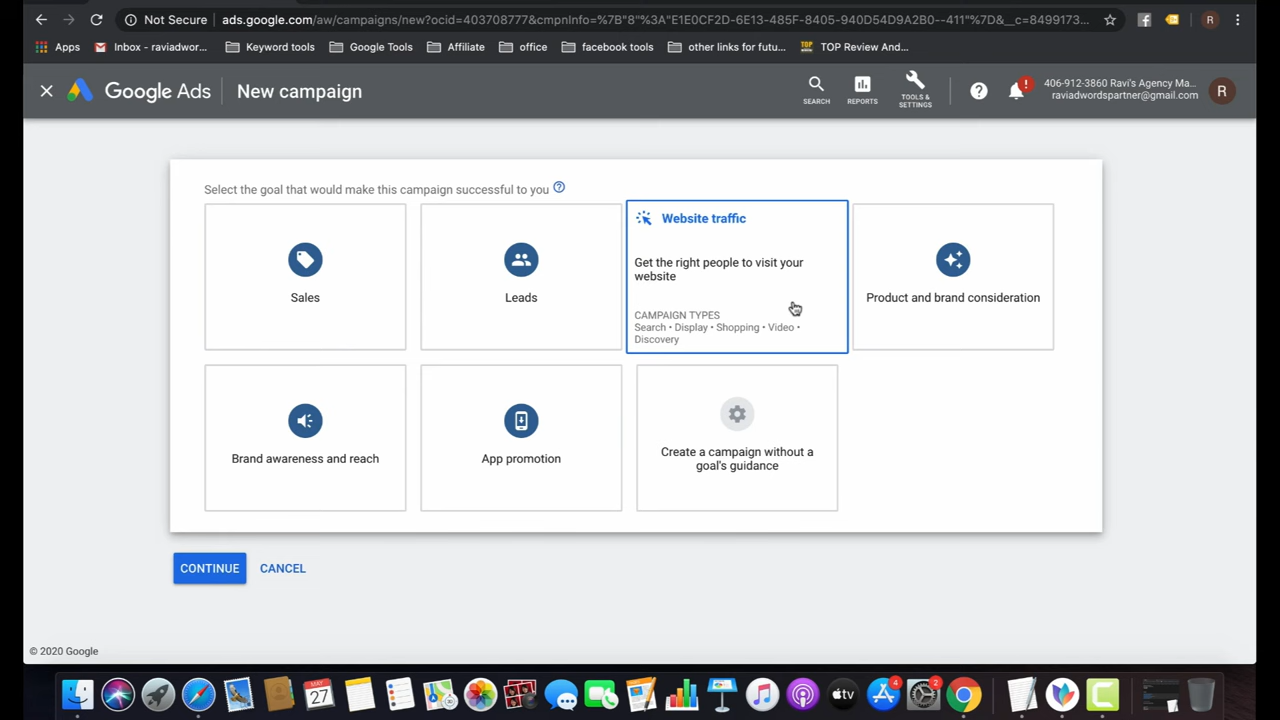 Not Secure
ads.google.com/aw/campaigns/new?ocid=403708777&cmpnInfo=%7B"8"%3A"E1E0CF2D-6E13-485F-8405-940D54D9A2B0--411"%7D&__c=8499173...
R
Apps
Inbox - raviadwor...
Keyword tools
Google Tools
Affiliate
office
facebook tools
other links for futu...
TOP Review And...
Google Ads
New campaign
SEARCH
REPORTS
TOOLS &
SETTINGS
406-912-3860 Ravi's Agency Ma...
raviadwordspartner@gmail.com
R
Select the goal that would make this campaign successful to you
Sales
Leads
Website traffic
Get the right people to visit your
website
CAMPAIGN TYPES
Search • Display • Shopping • Video •
Discovery
Product and brand consideration
Brand awareness and reach
App promotion
Create a campaign without a
goal's guidance
CONTINUE
CANCEL
© 2020 Google
MAY
27
tv
4
2
C